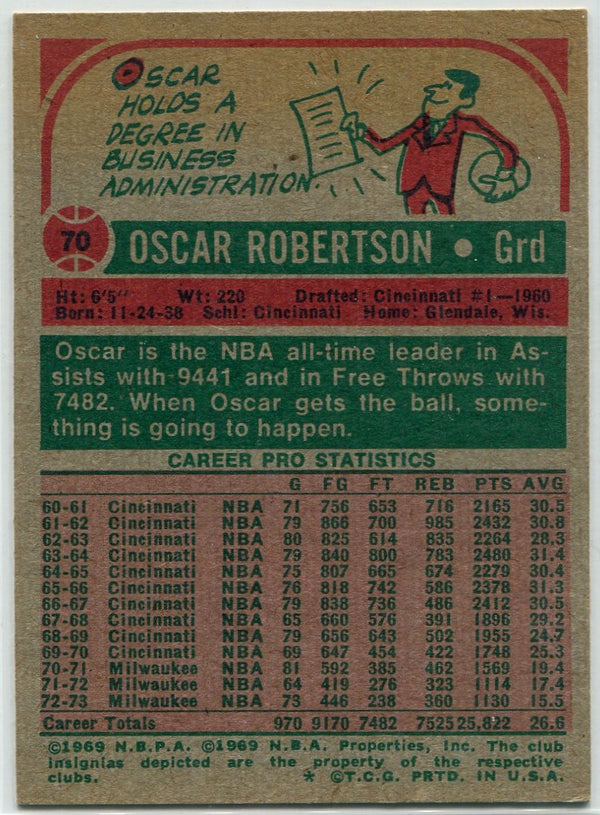 OSCAR
HOLDS A
DEGREE IN
BUSINESS
ADMINISTRATION.
70 OSCAR ROBERTSON • Grd
Ht: 6'5" Wt: 220 Drafted: Cincinnati #1—1960
Born: 11-24-38 Schl: Cincinnati Home: Glendale, Wis.
Oscar is the NBA all-time leader in As-
sists with 9441 and in Free Throws with
7482. When Oscar gets the ball, some-
thing is going to happen.
CAREER PRO STATISTICS
G FG FT REB PTS AVG
60-61 Cincinnati NBA 71 756 653 716 2165 30.5
61-62 Cincinnati NBA 79 866 700 985 2432 30.8
62-63 Cincinnati NBA 80 825 614 835 2264 28.3
63-64 Cincinnati NBA 79 840 800 783 2480 31.4
64-65 Cincinnati NBA 75 807 665 674 2279 30.4
65-66 Cincinnati NBA 76 818 742 586 2378 31.3
66-67 Cincinnati NBA 79 838 736 486 2412 30.5
67-68 Cincinnati NBA 65 660 576 391 1896 29.2
68-69 Cincinnati NBA 79 656 643 502 1955 24.7
69-70 Cincinnati NBA 69 647 454 422 1748 25.3
70-71 Milwaukee NBA 81 592 385 462 1569 19.4
71-72 Milwaukee NBA 64 419 276 323 1114 17.4
72-73 Milwaukee NBA 73 446 238 360 1130 15.5
Career Totals 970 9170 7482 7525 25,822 26.6
©1969 N.B.P.A. ©1969 N.B.A. Properties, Inc. The club
insignias depicted are the property of the respective
clubs. * ©T.C.G. PRTD. IN U.S.A.